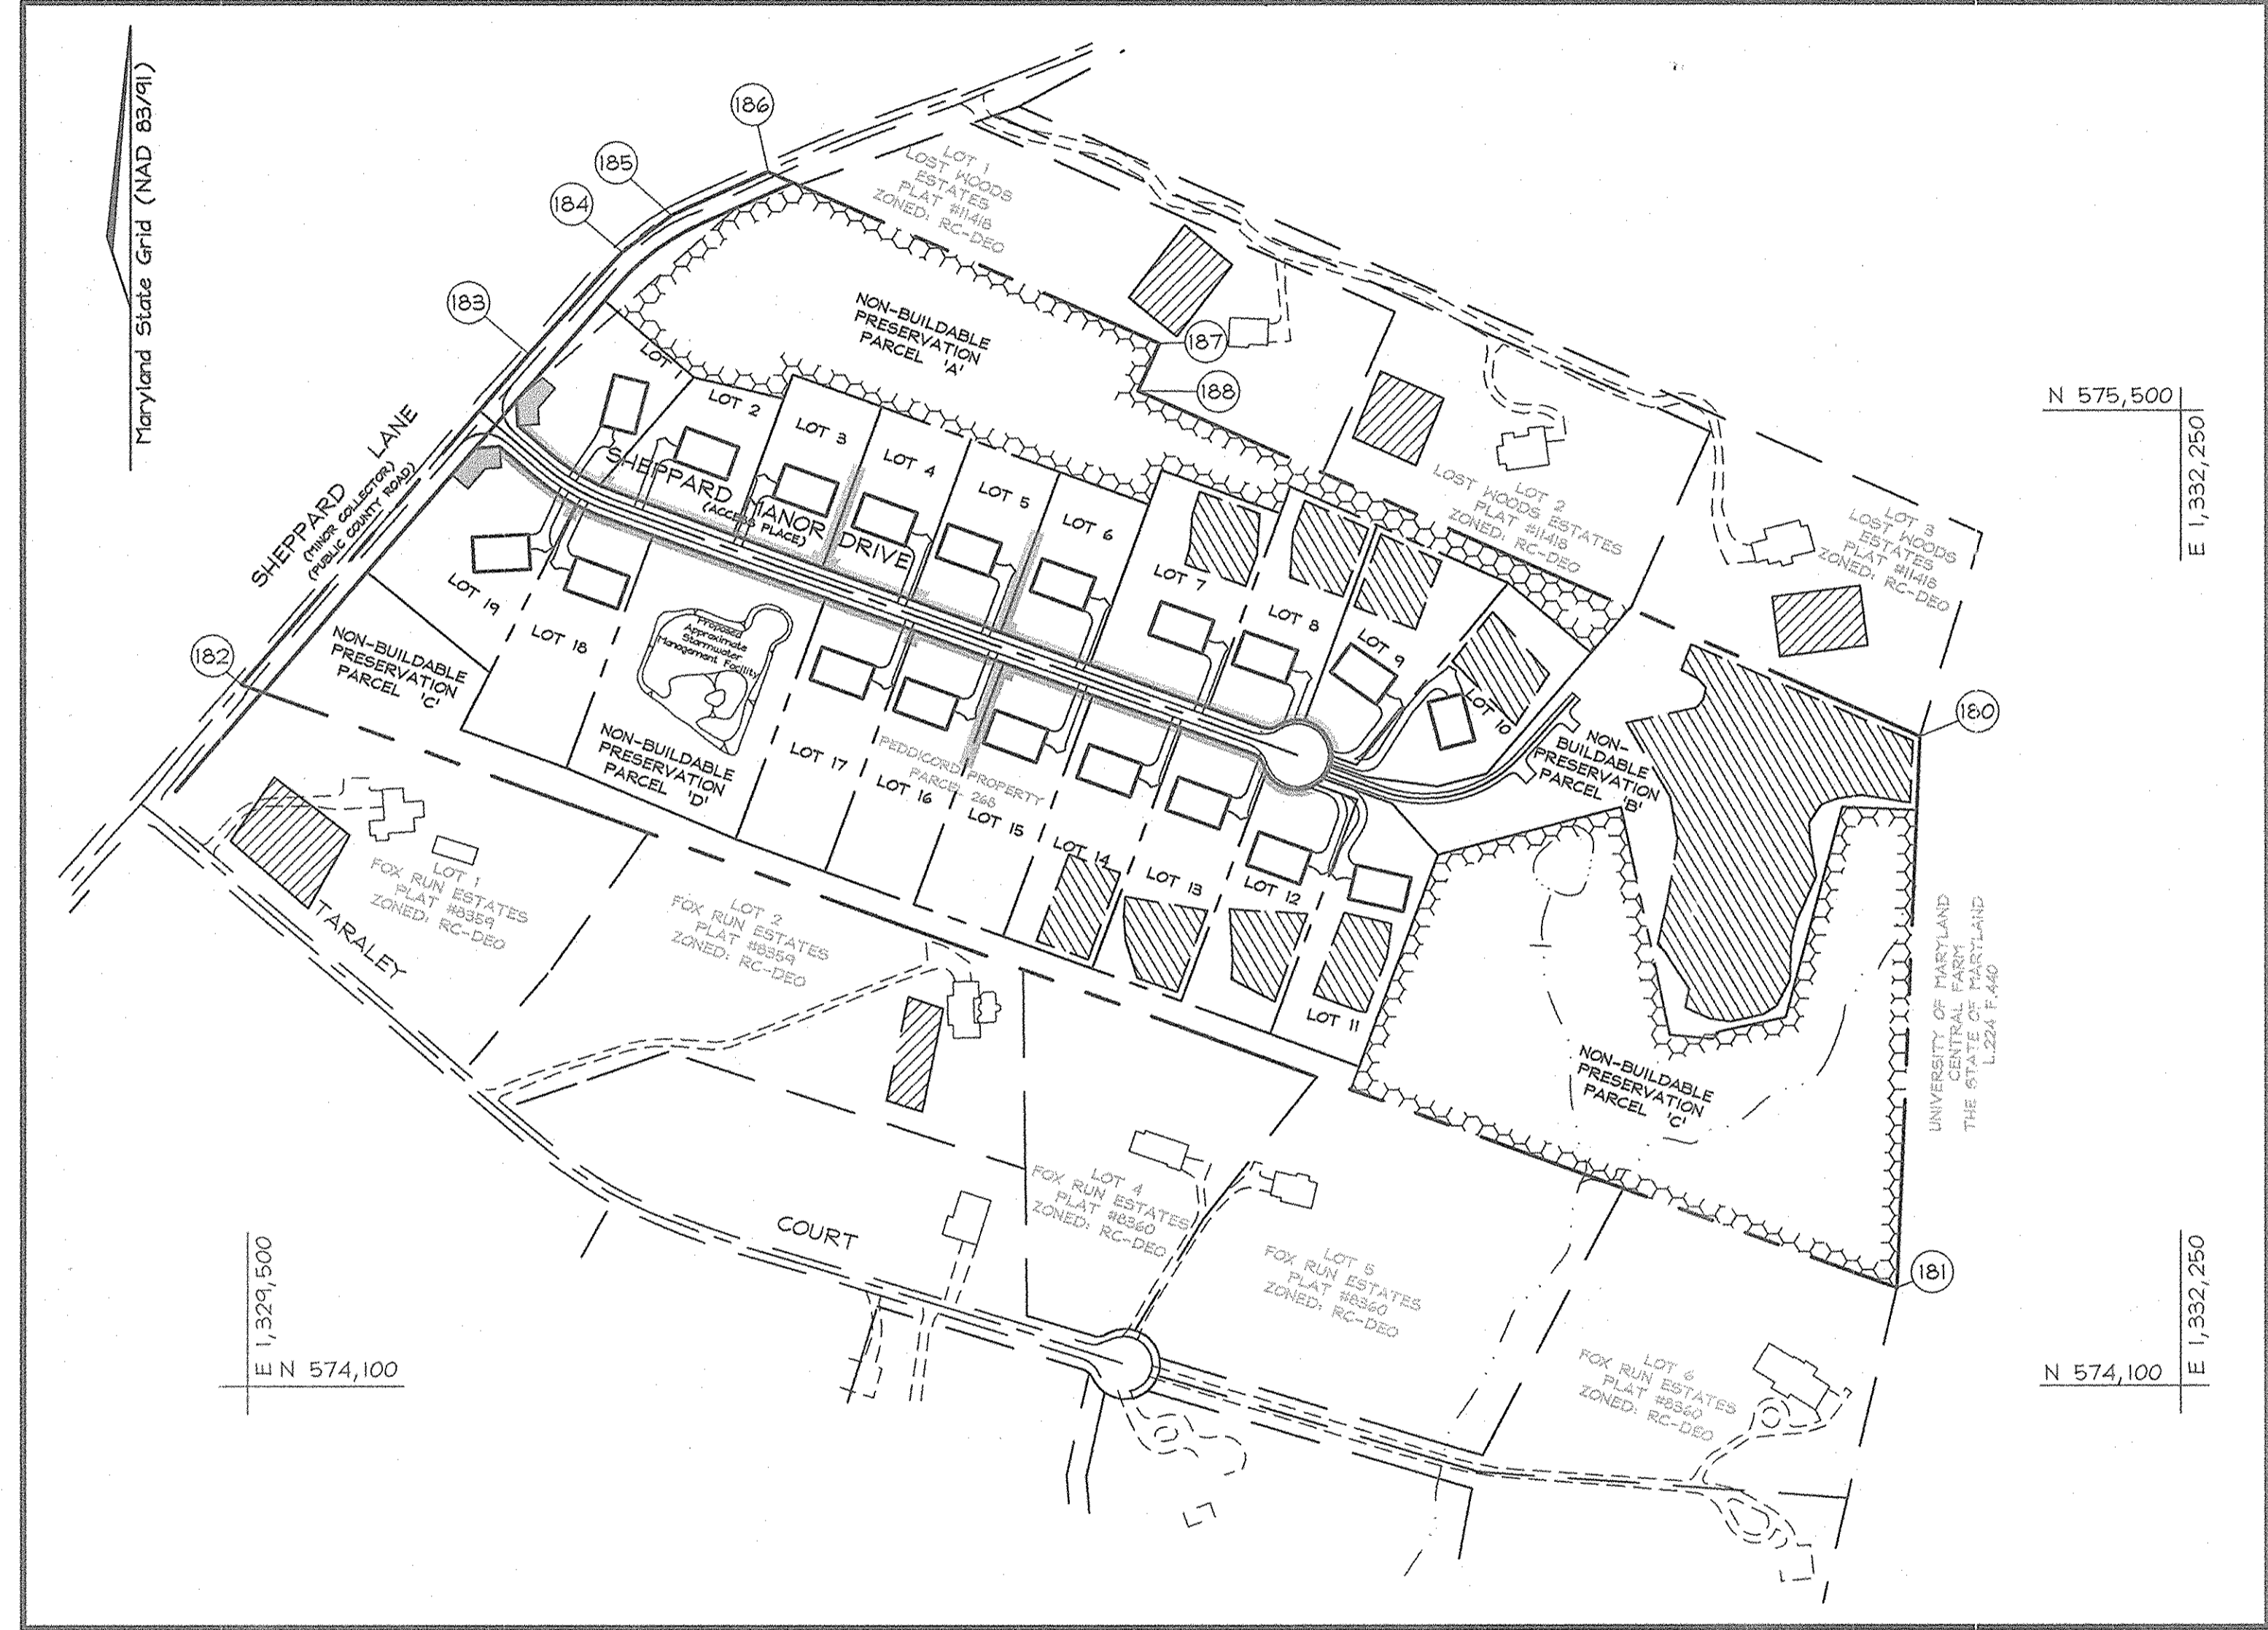 Maryland State Grid (NAD 83/91)
186
185
184
183
182
187
188
180
181
LOT 1
LOST WOODS
ESTATES
PLAT #11418
ZONED: RC-DEO
NON-BUILDABLE
PRESERVATION
PARCEL 'A'
N 575,500
E 1,332,250
LOT 2
LOST WOODS ESTATES
PLAT #11418
ZONED: RC-DEO
LOT 3
LOST WOODS
ESTATES
PLAT #11418
ZONED: RC-DEO
SHEPPARD LANE
(MINOR COLLECTOR)
(PUBLIC COUNTY ROAD)
SHEPPARD MANOR DRIVE
(ACCESS PLACE)
LOT
LOT 2
LOT 3
LOT 4
LOT 5
LOT 6
LOT 7
LOT 8
LOT 9
LOT 10
LOT 19
LOT 18
LOT 17
LOT 16
LOT 15
LOT 14
LOT 13
LOT 12
LOT 11
Proposed
Approximate
Stormwater
Management Facility
NON-BUILDABLE
PRESERVATION
PARCEL 'C'
NON-BUILDABLE
PRESERVATION
PARCEL 'D'
PEDDICORD PROPERTY
PARCEL 268
NON-
BUILDABLE
PRESERVATION
PARCEL 'B'
NON-BUILDABLE
PRESERVATION
PARCEL 'C'
UNIVERSITY OF MARYLAND
CENTRAL FARM
THE STATE OF MARYLAND
L.224 F.440
TARALEY
COURT
LOT 1
FOX RUN ESTATES
PLAT #8359
ZONED: RC-DEO
LOT 2
FOX RUN ESTATES
PLAT #8359
ZONED: RC-DEO
LOT 4
FOX RUN ESTATES
PLAT #8360
ZONED: RC-DEO
LOT 5
FOX RUN ESTATES
PLAT #8360
ZONED: RC-DEO
LOT 6
FOX RUN ESTATES
PLAT #8360
ZONED: RC-DEO
E 1,329,500
N 574,100
N 574,100
E 1,332,250